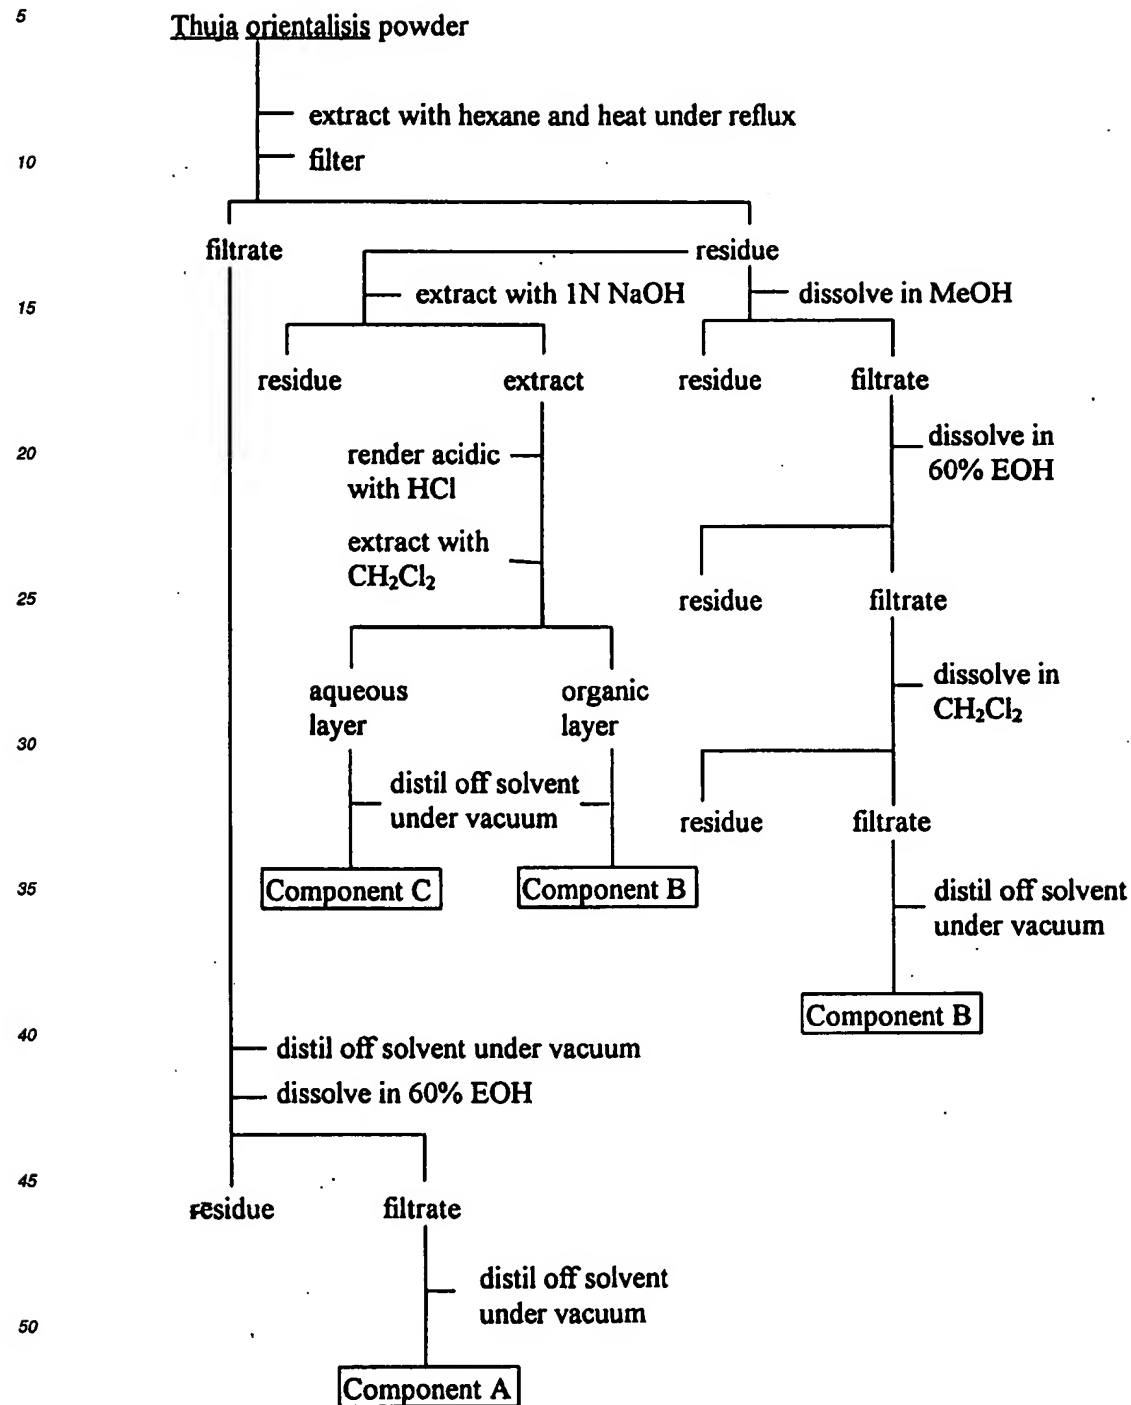 5
Thuja orientalisis powder
extract with hexane and heat under reflux
10
filter
filtrate
residue
15
extract with 1N NaOH
dissolve in MeOH
residue
extract
residue
filtrate
20
render acidic
with HCl
dissolve in
60% EOH
extract with
CH₂Cl₂
25
residue
filtrate
aqueous
layer
organic
layer
dissolve in
CH₂Cl₂
30
distil off solvent
under vacuum
residue
filtrate
35
Component C
Component B
distil off solvent
under vacuum
Component B
40
distil off solvent under vacuum
dissolve in 60% EOH
45
residue
filtrate
distil off solvent
under vacuum
50
Component A